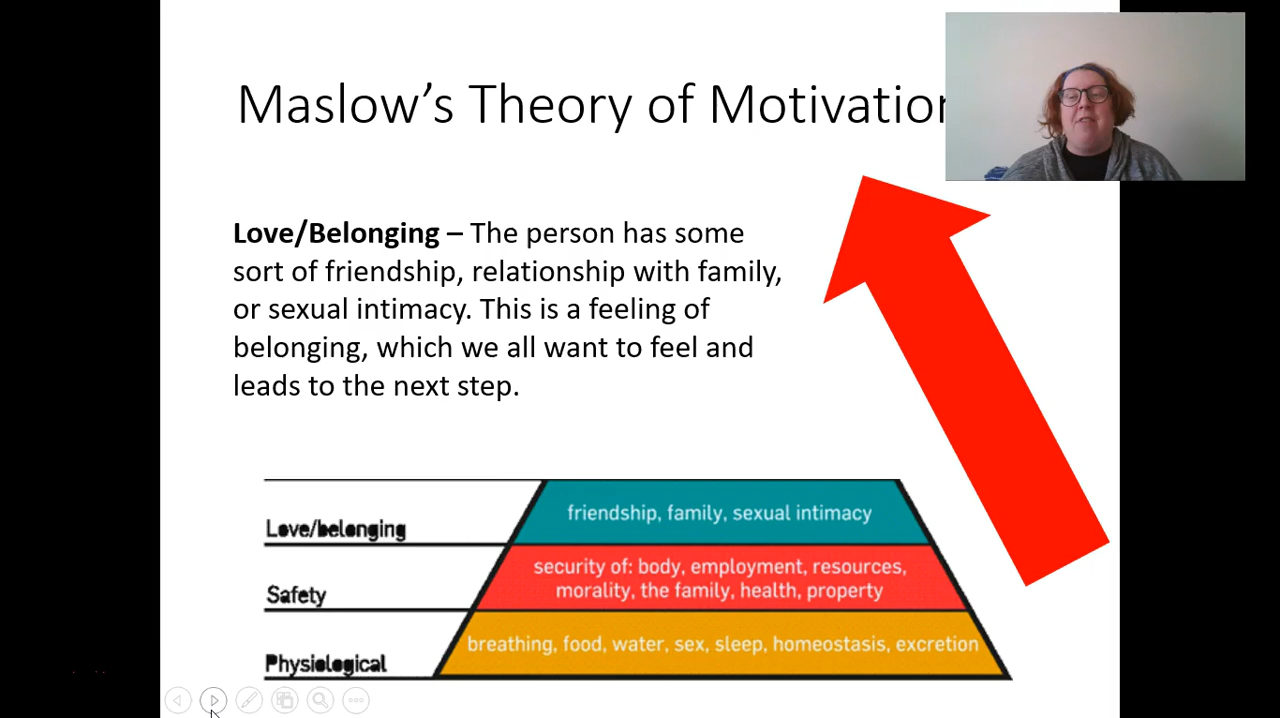 Maslow's Theory of Motivation
Love/Belonging – The person has some
sort of friendship, relationship with family,
or sexual intimacy. This is a feeling of
belonging, which we all want to feel and
leads to the next step.
Love/belonging
friendship, family, sexual intimacy
Safety
security of: body, employment, resources,
morality, the family, health, property
Physiological
breathing, food, water, sex, sleep, homeostasis, excretion